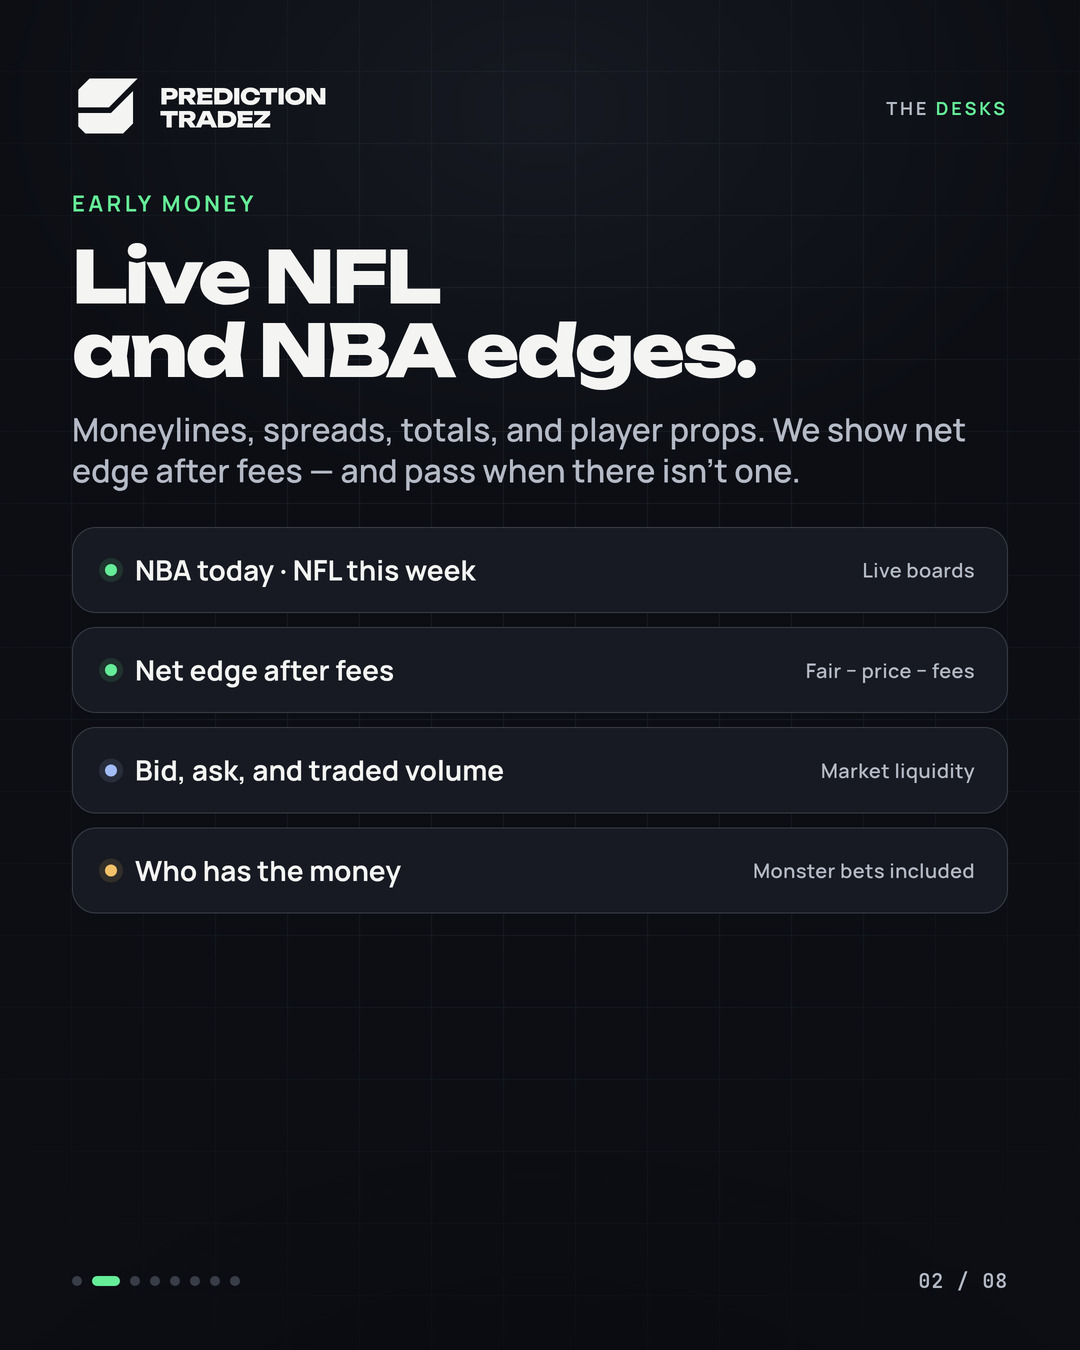 PREDICTION
TRADEZ
THE DESKS
EARLY MONEY
Live NFL
and NBA edges.
Moneylines, spreads, totals, and player props. We show net
edge after fees — and pass when there isn’t one.
NBA today · NFL this week
Live boards
Net edge after fees
Fair − price − fees
Bid, ask, and traded volume
Market liquidity
Who has the money
Monster bets included
02 / 08